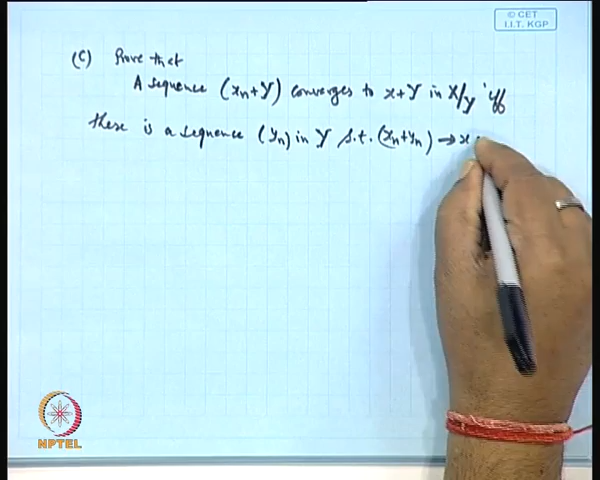 © CET
I.I.T. KGP
(C) Prove that
A sequence (xn+Y) converges to x+Y in X/Y iff
there is a sequence (yn) in Y s.t. (xn+yn) → x
NPTEL